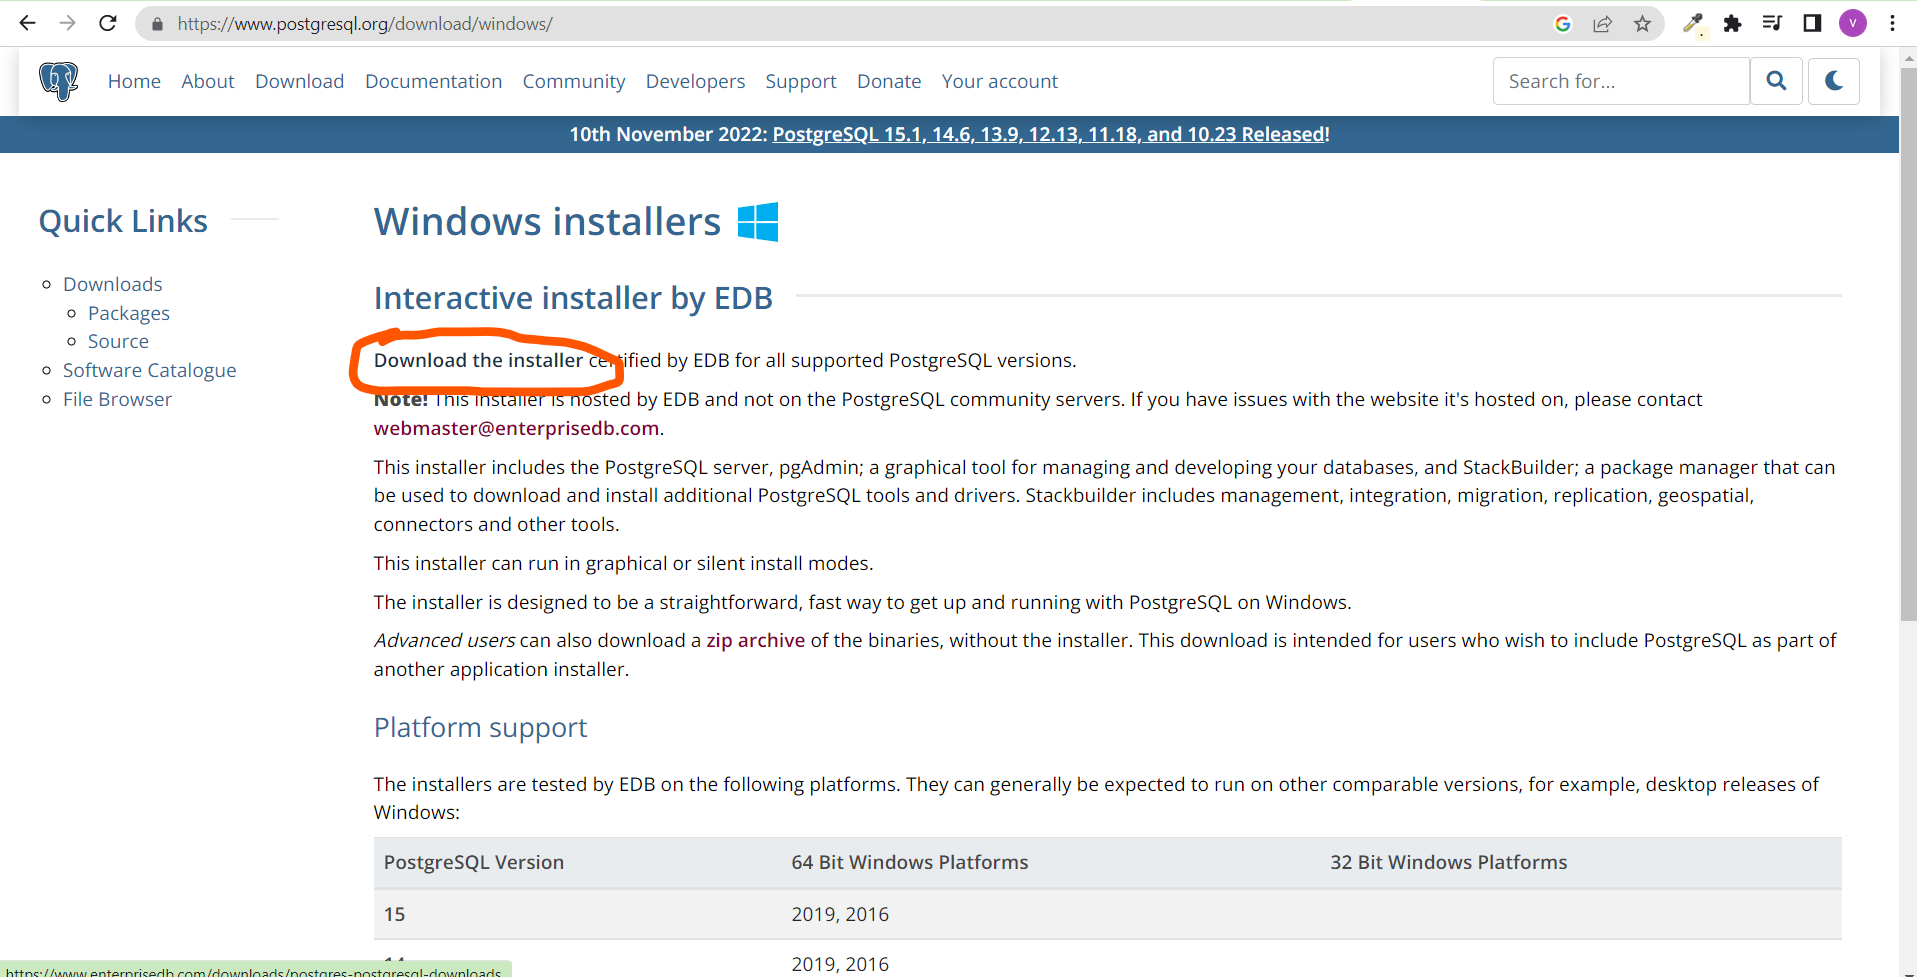 https://www.postgresql.org/download/windows/
V
Home About Download Documentation Community Developers Support Donate Your account
Search for...
10th November 2022: PostgreSQL 15.1, 14.6, 13.9, 12.13, 11.18, and 10.23 Released!
Quick Links
Downloads
Packages
Source
Software Catalogue
File Browser
Windows installers
Interactive installer by EDB
Download the installer certified by EDB for all supported PostgreSQL versions.
Note! This installer is hosted by EDB and not on the PostgreSQL community servers. If you have issues with the website it's hosted on, please contact
webmaster@enterprisedb.com.
This installer includes the PostgreSQL server, pgAdmin; a graphical tool for managing and developing your databases, and StackBuilder; a package manager that can
be used to download and install additional PostgreSQL tools and drivers. Stackbuilder includes management, integration, migration, replication, geospatial,
connectors and other tools.
This installer can run in graphical or silent install modes.
The installer is designed to be a straightforward, fast way to get up and running with PostgreSQL on Windows.
Advanced users can also download a zip archive of the binaries, without the installer. This download is intended for users who wish to include PostgreSQL as part of
another application installer.
Platform support
The installers are tested by EDB on the following platforms. They can generally be expected to run on other comparable versions, for example, desktop releases of
Windows:
PostgreSQL Version 64 Bit Windows Platforms 32 Bit Windows Platforms
15 2019, 2016
14 2019, 2016
https://www.enterprisedb.com/downloads/postgres-postgresql-downloads